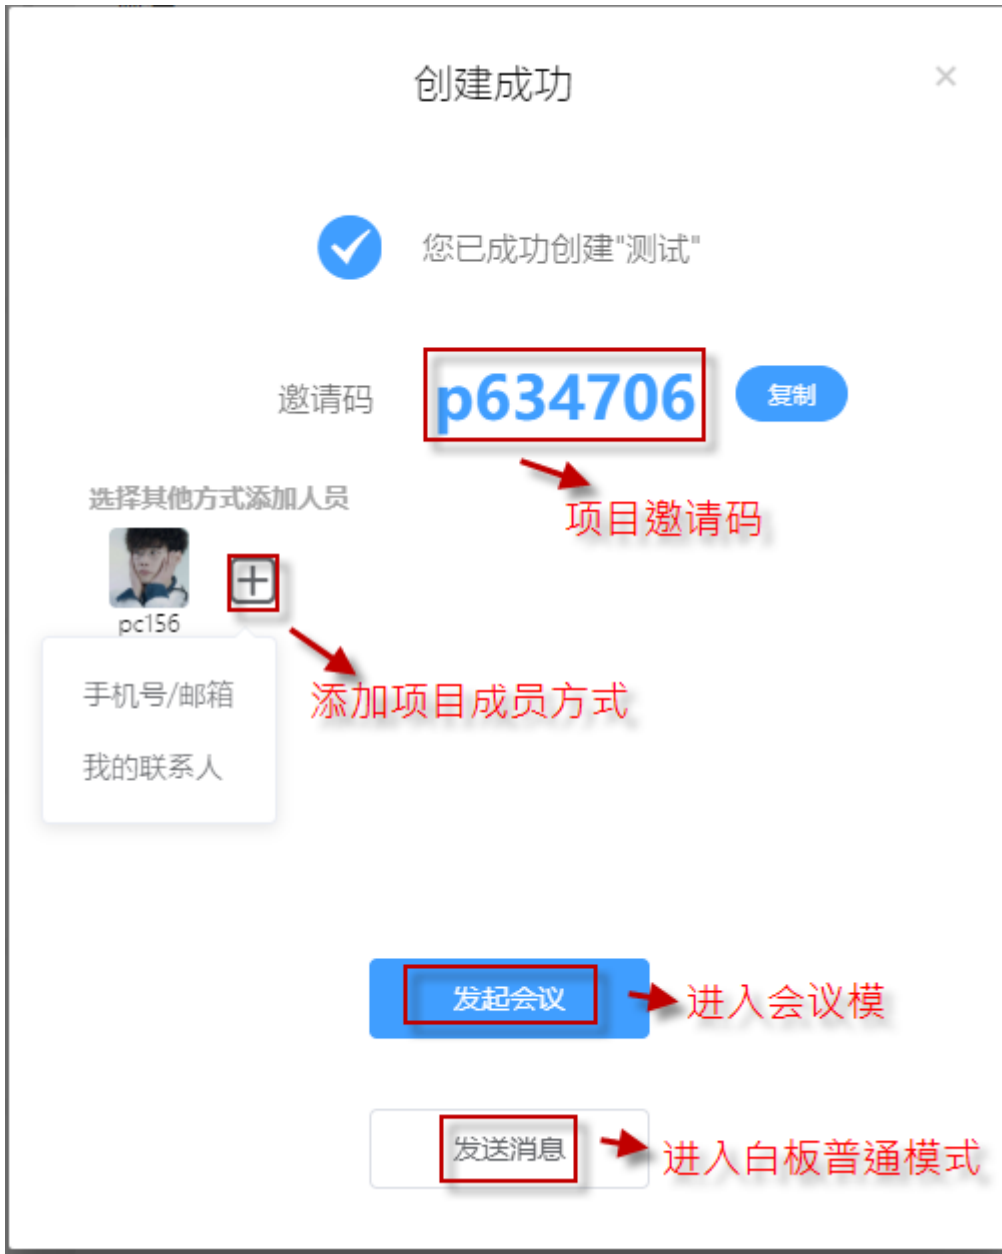 创建成功
您已成功创建"测试"
邀请码
p634706
复制
项目邀请码
选择其他方式添加人员
pc156
添加项目成员方式
手机号/邮箱
我的联系人
发起会议
进入会议模
发送消息
进入白板普通模式